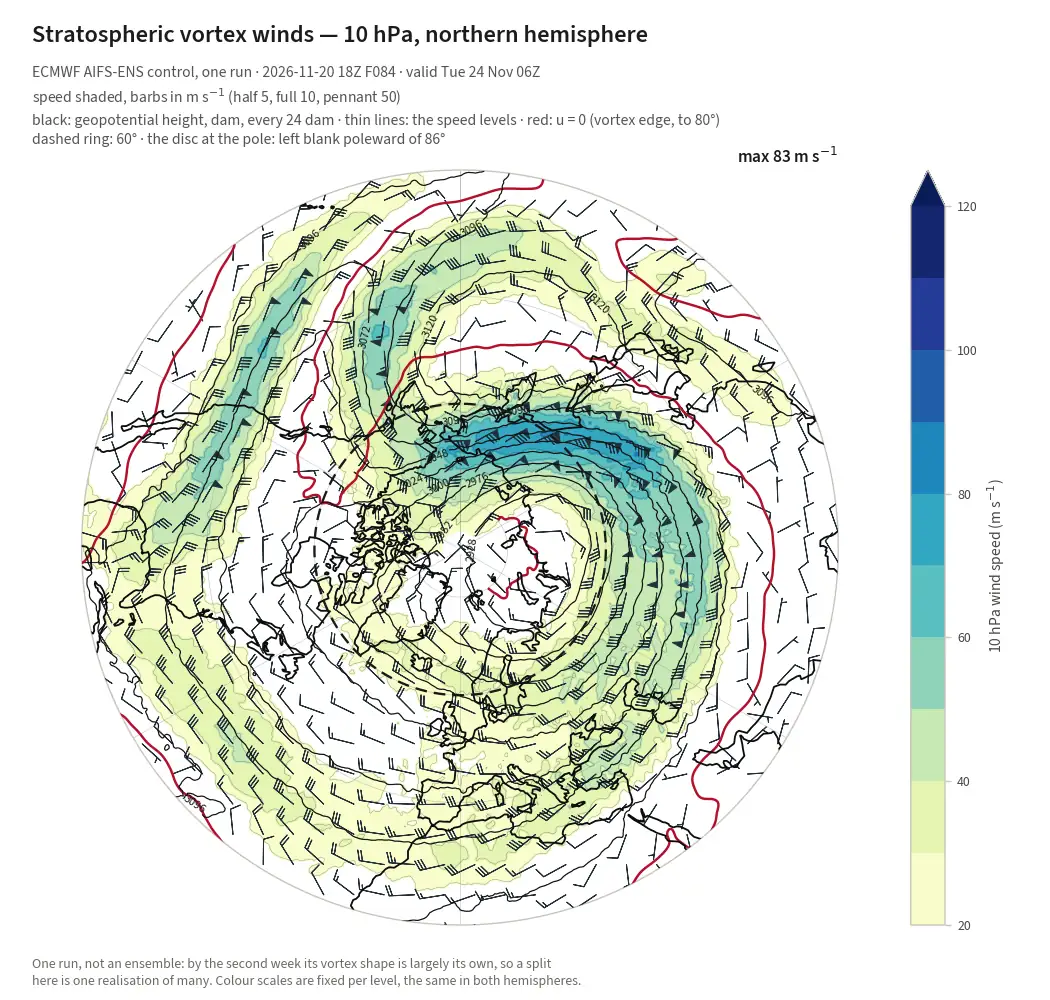 Stratospheric vortex winds — 10 hPa, northern hemisphere
ECMWF AIFS-ENS control, one run · 2026-11-20 18Z F084 · valid Tue 24 Nov 06Z
speed shaded, barbs in m s⁻¹ (half 5, full 10, pennant 50)
black: geopotential height, dam, every 24 dam · thin lines: the speed levels · red: u = 0 (vortex edge, to 80°)
dashed ring: 60° · the disc at the pole: left blank poleward of 86°
max 83 m s⁻¹
120
100
80
60
40
20
10 hPa wind speed (m s⁻¹)
3096
3072
3120
3120
3096
2976
2928
3096
One run, not an ensemble: by the second week its vortex shape is largely its own, so a split
here is one realisation of many. Colour scales are fixed per level, the same in both hemispheres.